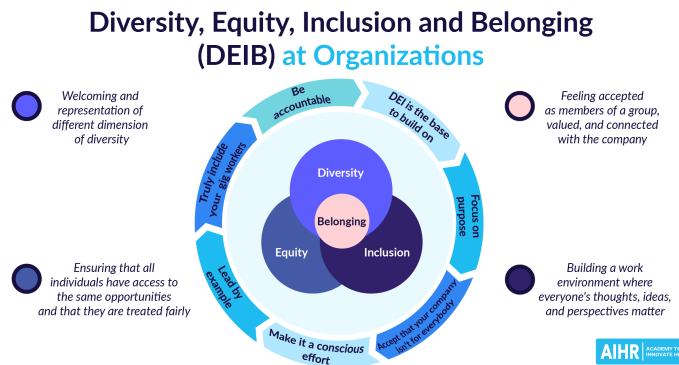 Diversity, Equity, Inclusion and Belonging
(DEIB) at Organizations
Welcoming and
representation of
different dimension
of diversity
Ensuring that all
individuals have access to
the same opportunities
and that they are treated fairly
Be
accountable
DEI is the base
to build on
Focus on
purpose
Accept that your company
isn't for everybody
Make it a conscious
effort
Lead by
example
Truly include
your gig workers
Diversity
Belonging
Equity
Inclusion
Feeling accepted
as members of a group,
valued, and connected
with the company
Building a work
environment where
everyone's thoughts, ideas,
and perspectives matter
AIHR
ACADEMY TO
INNOVATE